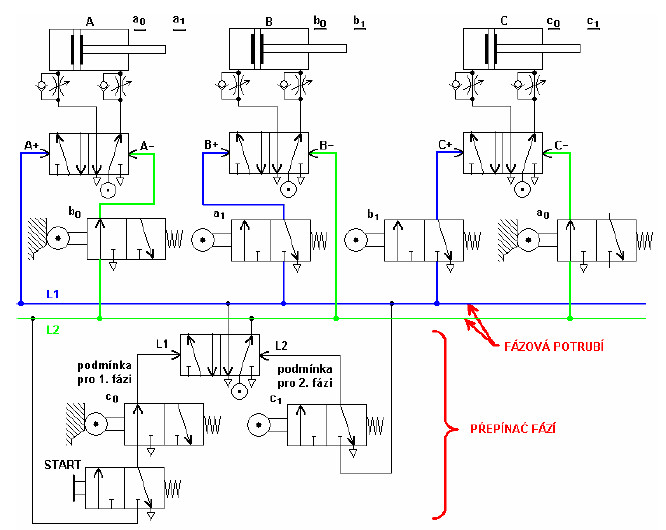 A a0 a1
B b0 b1
C c0 c1
A+ A−
B+ B−
C+ C−
b0
a1
b1
a0
L1
L2
FÁZOVÁ POTRUBÍ
L1 L2
podmínka
pro 1. fázi
podmínka
pro 2. fázi
c0
c1
PŘEPÍNAČ FÁZÍ
START